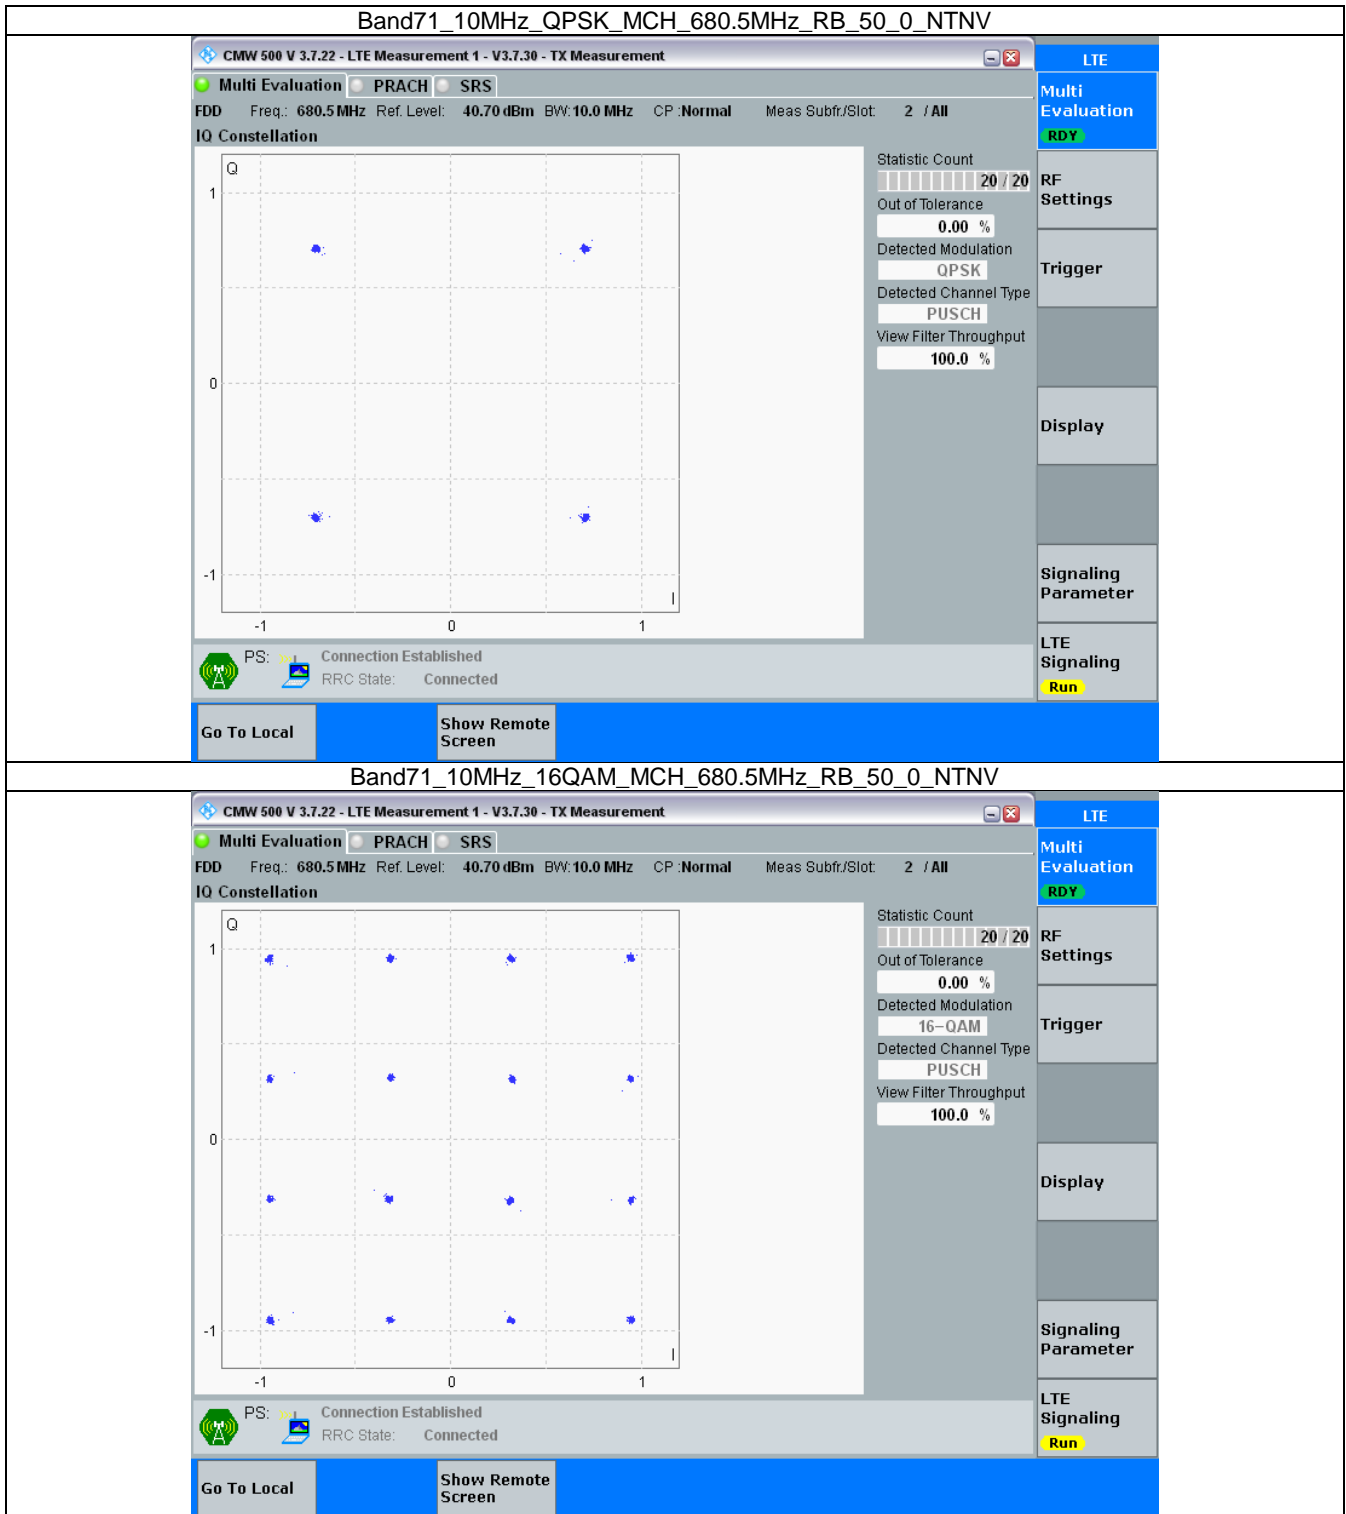 Band71_10MHz_QPSK_MCH_680.5MHz_RB_50_0_NTNV
CMW 500 V 3.7.22 - LTE Measurement 1 - V3.7.30 - TX Measurement
LTE
Multi Evaluation PRACH SRS
Multi
Evaluation
RDY
FDD Freq.: 680.5 MHz Ref. Level: 40.70 dBm BW: 10.0 MHz CP : Normal Meas Subfr./Slot: 2 / All
IQ Constellation
Q
1
0
-1
I
-1 0 1
Statistic Count
20 / 20
Out of Tolerance
0.00 %
Detected Modulation
QPSK
Detected Channel Type
PUSCH
View Filter Throughput
100.0 %
RF
Settings
Trigger
Display
Signaling
Parameter
LTE
Signaling
Run
PS: Connection Established
RRC State: Connected
Go To Local
Show Remote
Screen
Band71_10MHz_16QAM_MCH_680.5MHz_RB_50_0_NTNV
CMW 500 V 3.7.22 - LTE Measurement 1 - V3.7.30 - TX Measurement
LTE
Multi Evaluation PRACH SRS
Multi
Evaluation
RDY
FDD Freq.: 680.5 MHz Ref. Level: 40.70 dBm BW: 10.0 MHz CP : Normal Meas Subfr./Slot: 2 / All
IQ Constellation
Q
1
0
-1
I
-1 0 1
Statistic Count
20 / 20
Out of Tolerance
0.00 %
Detected Modulation
16-QAM
Detected Channel Type
PUSCH
View Filter Throughput
100.0 %
RF
Settings
Trigger
Display
Signaling
Parameter
LTE
Signaling
Run
PS: Connection Established
RRC State: Connected
Go To Local
Show Remote
Screen